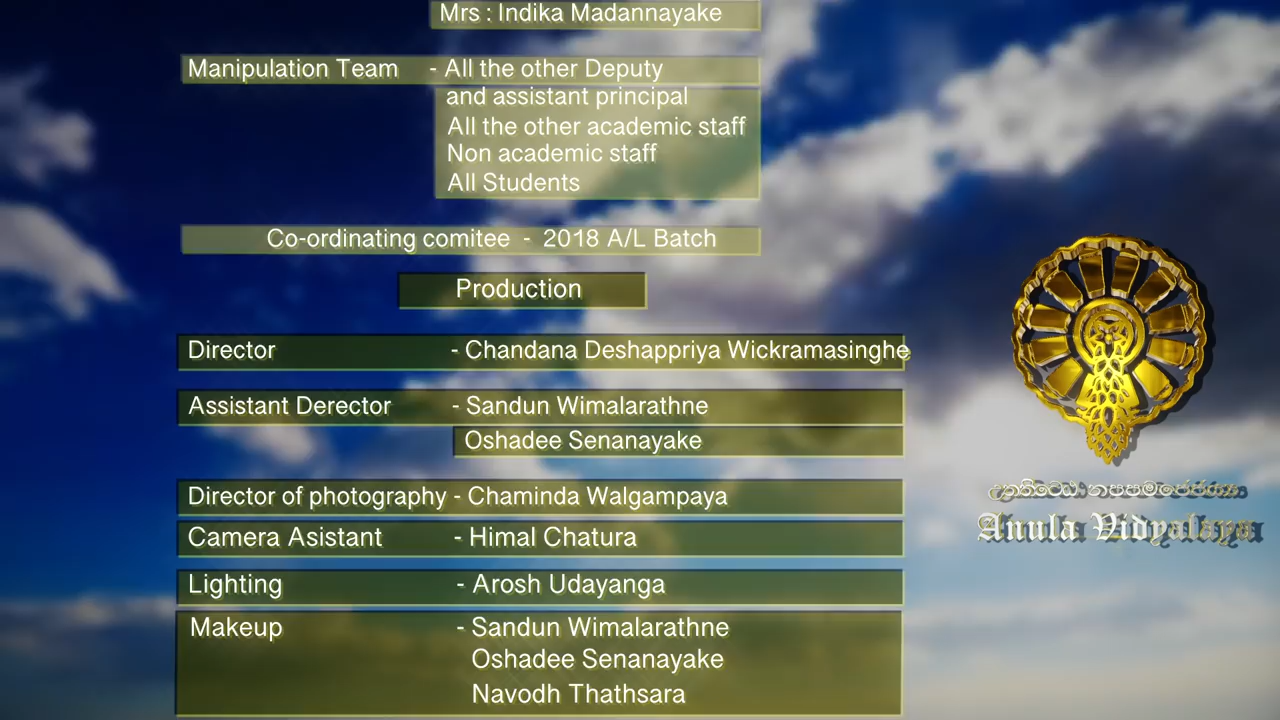 Mrs : Indika Madannayake
Manipulation Team - All the other Deputy
and assistant principal
All the other academic staff
Non academic staff
All Students
Co-ordinating comitee - 2018 A/L Batch
Production
Director - Chandana Deshappriya Wickramasinghe
Assistant Derector - Sandun Wimalarathne
Oshadee Senanayake
Director of photography - Chaminda Walgampaya
Camera Asistant - Himal Chatura
Lighting - Arosh Udayanga
Makeup - Sandun Wimalarathne
Oshadee Senanayake
Navodh Thathsara
Anula Vidyalaya